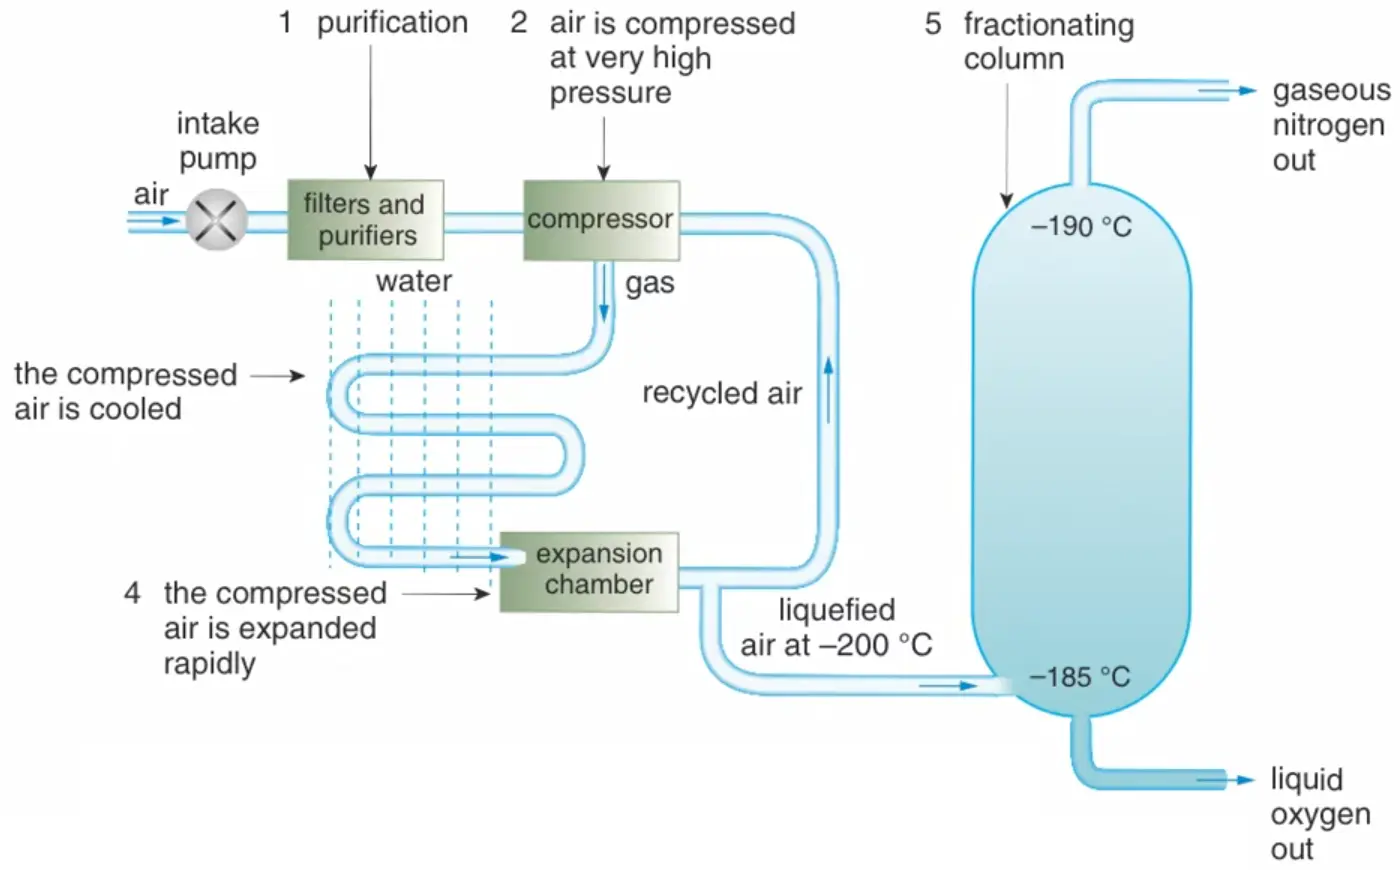 1 purification
2 air is compressed
at very high
pressure
5 fractionating
column
gaseous
nitrogen
out
intake
pump
air
filters and
purifiers
compressor
–190 °C
water
gas
the compressed
air is cooled
recycled air
expansion
chamber
4 the compressed
air is expanded
rapidly
liquefied
air at –200 °C
–185 °C
liquid
oxygen
out